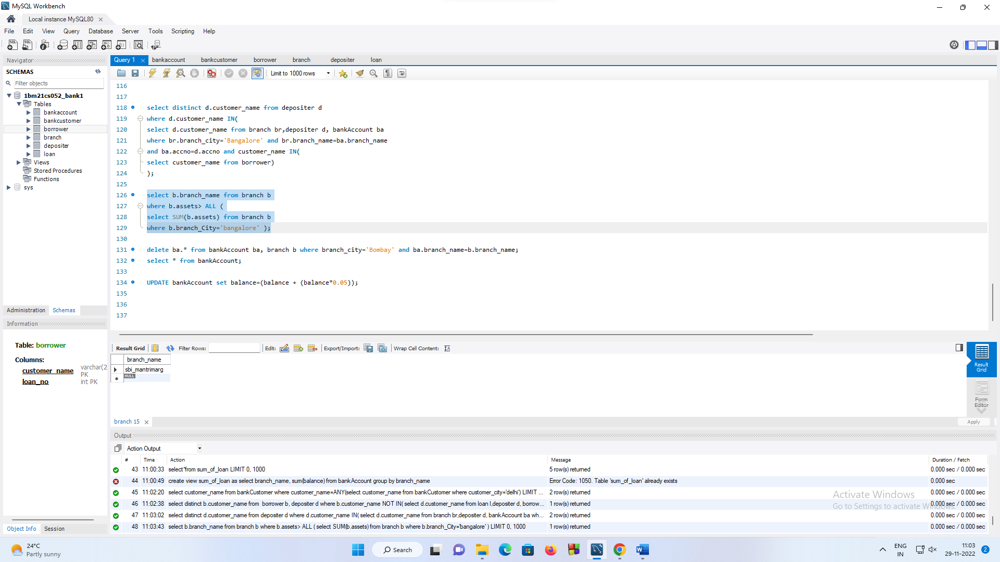 MySQL Workbench
Local instance MySQL80
File Edit View Query Database Server Tools Scripting Help
Navigator
SCHEMAS
Filter objects
1bm21cs052_bank1
Tables
bankaccount
bankcustomer
borrower
branch
depositer
loan
Views
Stored Procedures
Functions
sys
Administration Schemas
Information
Table: borrower
Columns:
customer_name varchar(2
PK
loan_no int PK
Object Info Session
Query 1 bankaccount bankcustomer borrower branch depositer loan
Limit to 1000 rows
116
117
118 select distinct d.customer_name from depositer d
119 where d.customer_name IN(
120 select d.customer_name from branch br,depositer d, bankAccount ba
121 where br.branch_city='Bangalore' and br.branch_name=ba.branch_name
122 and ba.accno=d.accno and customer_name IN(
123 select customer_name from borrower)
124 );
125
126 select b.branch_name from branch b
127 where b.assets> ALL (
128 select SUM(b.assets) from branch b
129 where b.branch_City='bangalore' );
130
131 delete ba.* from bankAccount ba, branch b where branch_city='Bombay' and ba.branch_name=b.branch_name;
132 select * from bankAccount;
133
134 UPDATE bankAccount set balance=(balance + (balance*0.05));
135
136
137
Result Grid Filter Rows: Edit: Export/Import: Wrap Cell Content:
branch_name
sbi_mantrimarg
NULL
Result
Grid
Form
Editor
branch 15
Apply
Output
Action Output
# Time Action Message Duration / Fetch
43 11:00:33 select*from sum_of_loan LIMIT 0, 1000 5 row(s) returned 0.000 sec / 0.000 sec
44 11:00:49 create view sum_of_loan as select branch_name, sum(balance) from bankAccount group by branch_name Error Code: 1050. Table 'sum_of_loan' already exists 0.000 sec
45 11:02:20 select customer_name from bankCustomer where customer_name=ANY(select customer_name from bankCustomer where customer_city='delhi') LIMIT ... 2 row(s) returned 0.000 sec / 0.000 sec
46 11:02:38 select distinct b.customer_name from borrower b, depositer d where b.customer_name NOT IN( select d.customer_name from loan l,depositer d, borrow... 1 row(s) returned 0.000 sec / 0.000 sec
47 11:03:02 select distinct d.customer_name from depositer d where d.customer_name IN( select d.customer_name from branch br,depositer d, bankAccount ba wh... 2 row(s) returned 0.000 sec / 0.000 sec
48 11:03:43 select b.branch_name from branch b where b.assets> ALL ( select SUM(b.assets) from branch b where b.branch_City='bangalore' ) LIMIT 0, 1000 1 row(s) returned 0.000 sec / 0.000 sec
Activate Windows
Go to Settings to activate Windows.
24°C
Partly sunny
Search
ENG
IN
11:03
29-11-2022
2